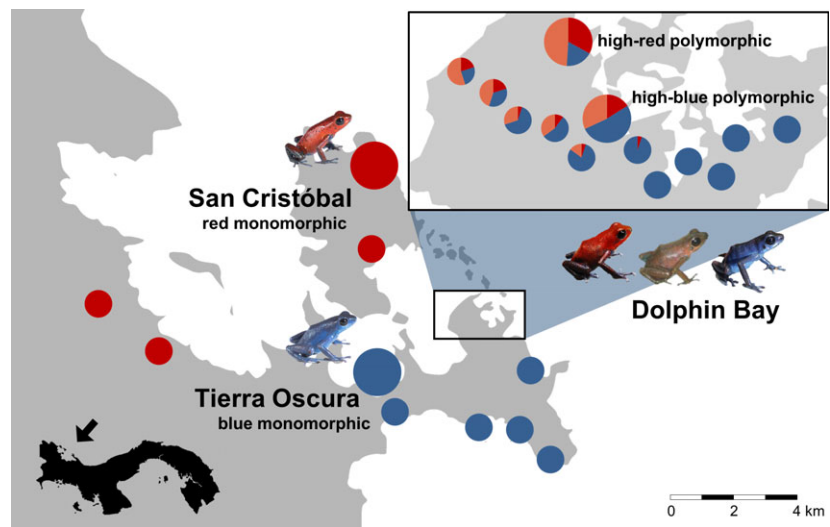 high-red polymorphic
high-blue polymorphic
San Cristóbal
red monomorphic
Dolphin Bay
Tierra Oscura
blue monomorphic
0 2 4 km